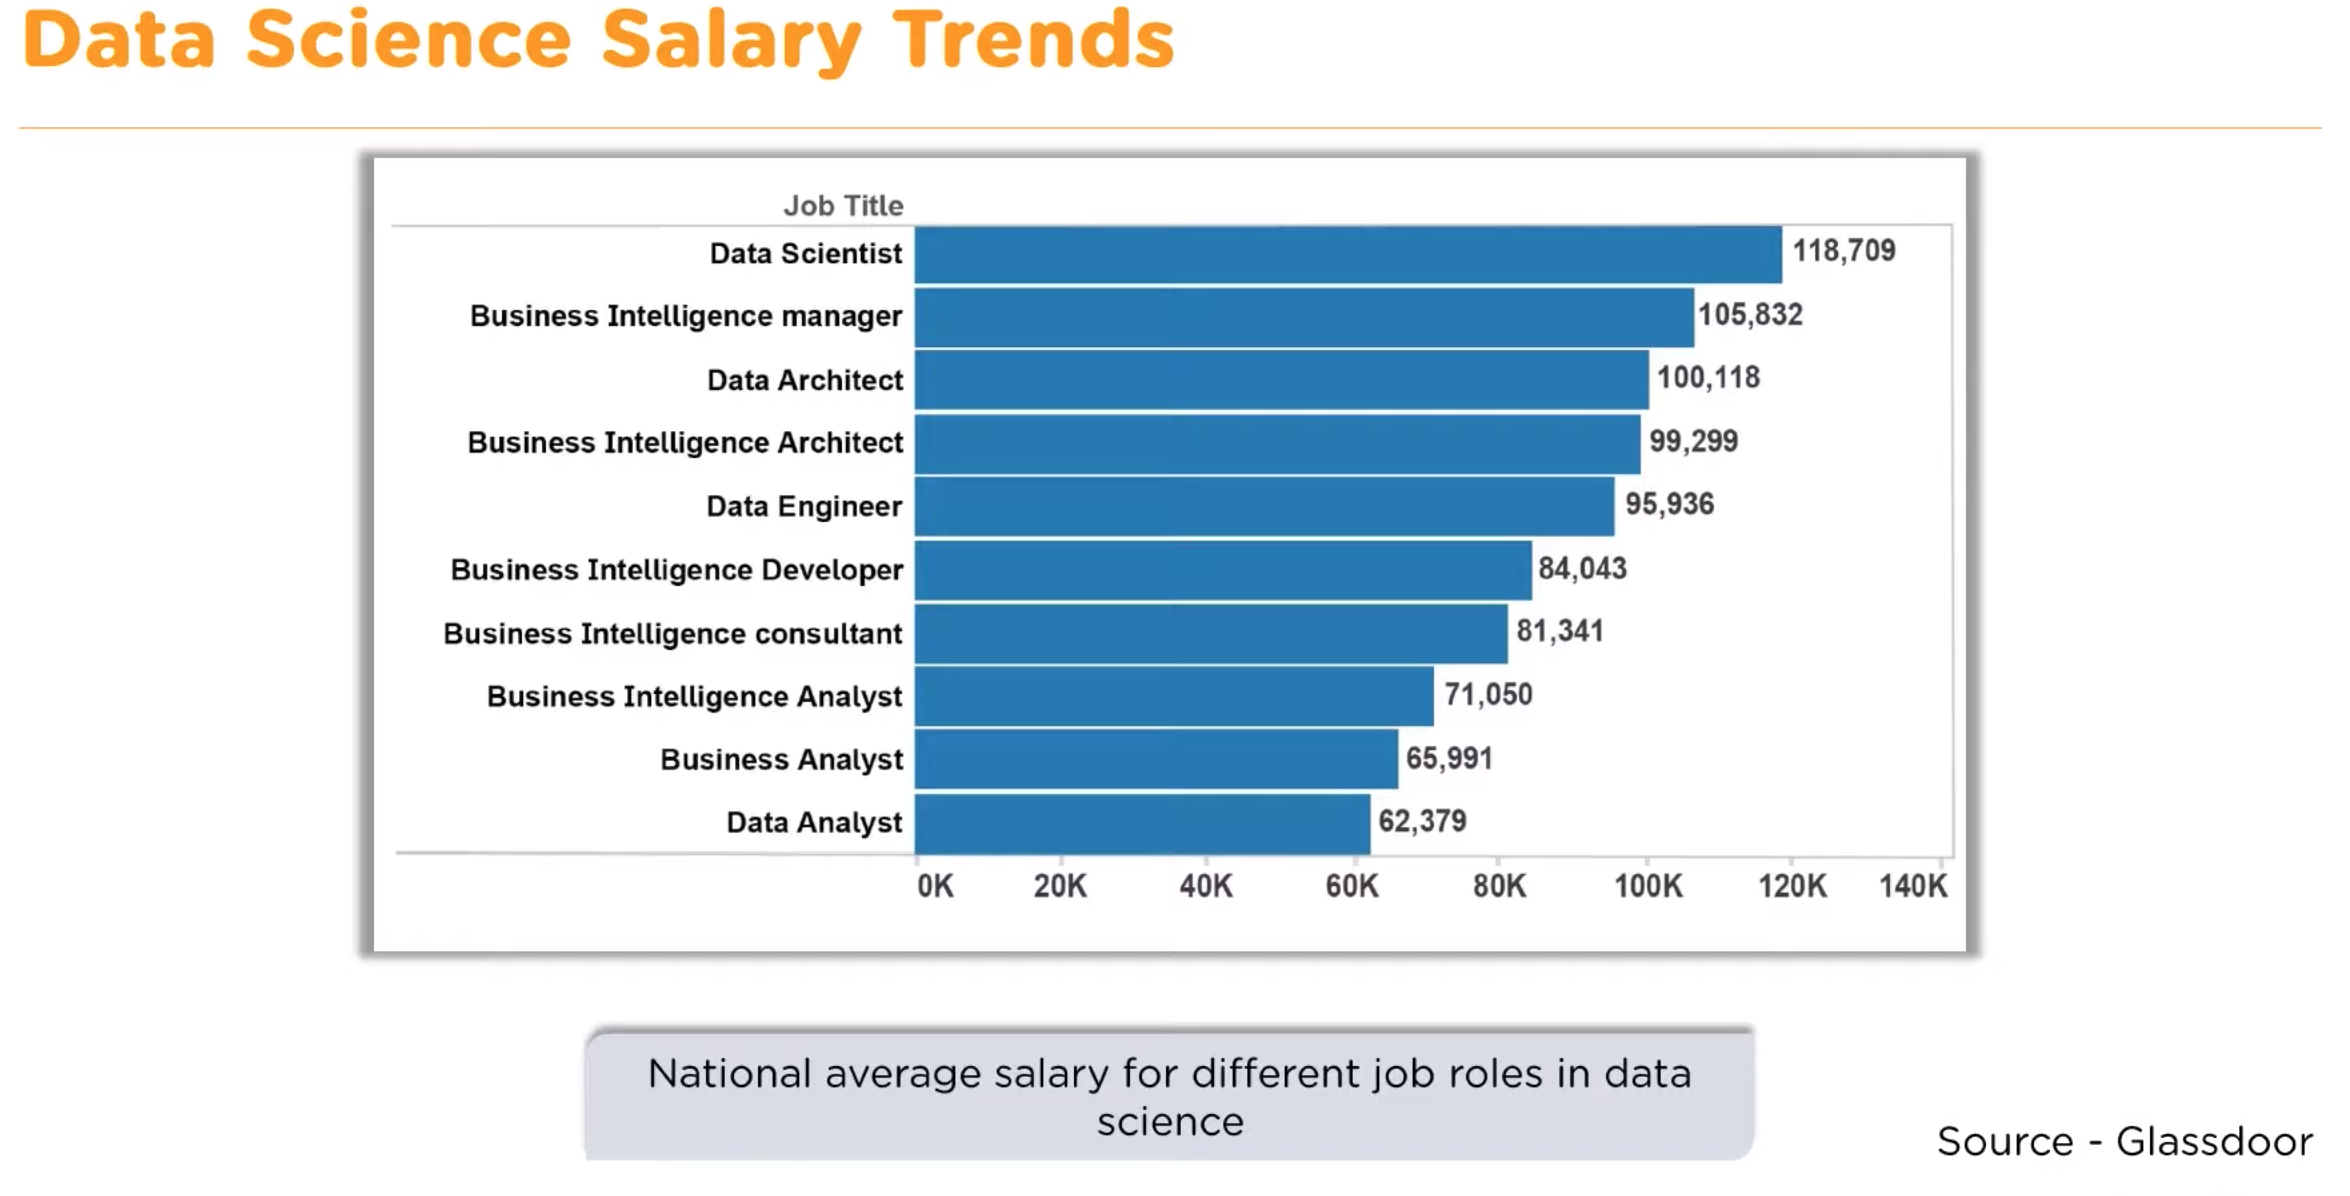 Data Science Salary Trends
Job Title
Data Scientist 118,709
Business Intelligence manager 105,832
Data Architect 100,118
Business Intelligence Architect 99,299
Data Engineer 95,936
Business Intelligence Developer 84,043
Business Intelligence consultant 81,341
Business Intelligence Analyst 71,050
Business Analyst 65,991
Data Analyst 62,379
0K 20K 40K 60K 80K 100K 120K 140K
National average salary for different job roles in data
science
Source - Glassdoor